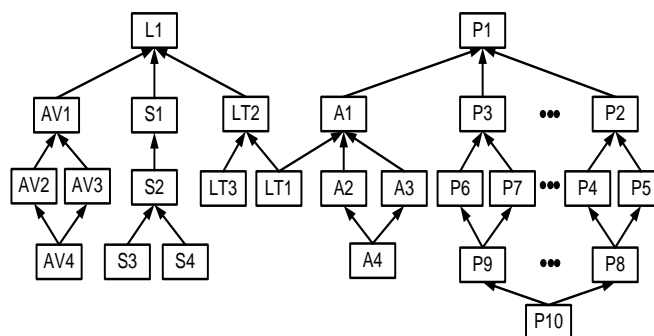 L1 P1
AV1 S1 LT2 A1 P3 ••• P2
AV2 AV3 S2 LT3 LT1 A2 A3 P6 P7 ••• P4 P5
AV4 S3 S4 A4 P9 ••• P8
P10